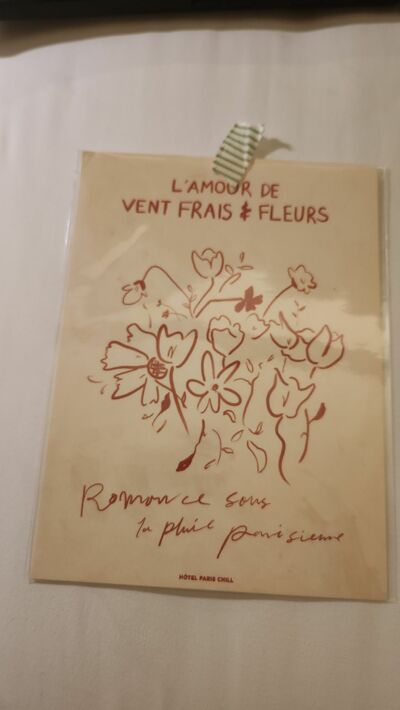 L'AMOUR DE
VENT FRAIS & FLEURS
Romance sous
la pluie parisienne
HÔTEL PARIS CHILL